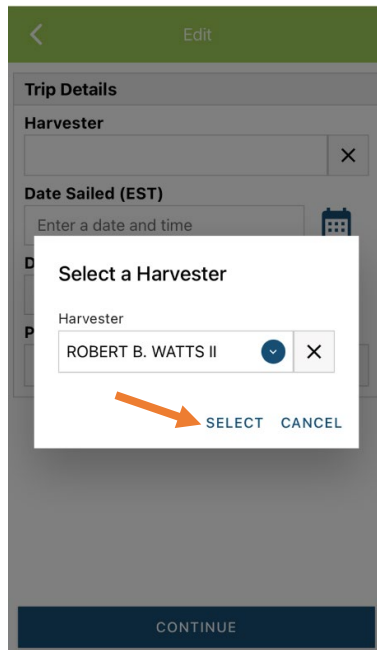 Edit
Trip Details
Harvester
Date Sailed (EST)
Enter a date and time
D
Select a Harvester
Harvester
ROBERT B. WATTS II
P
SELECT CANCEL
CONTINUE